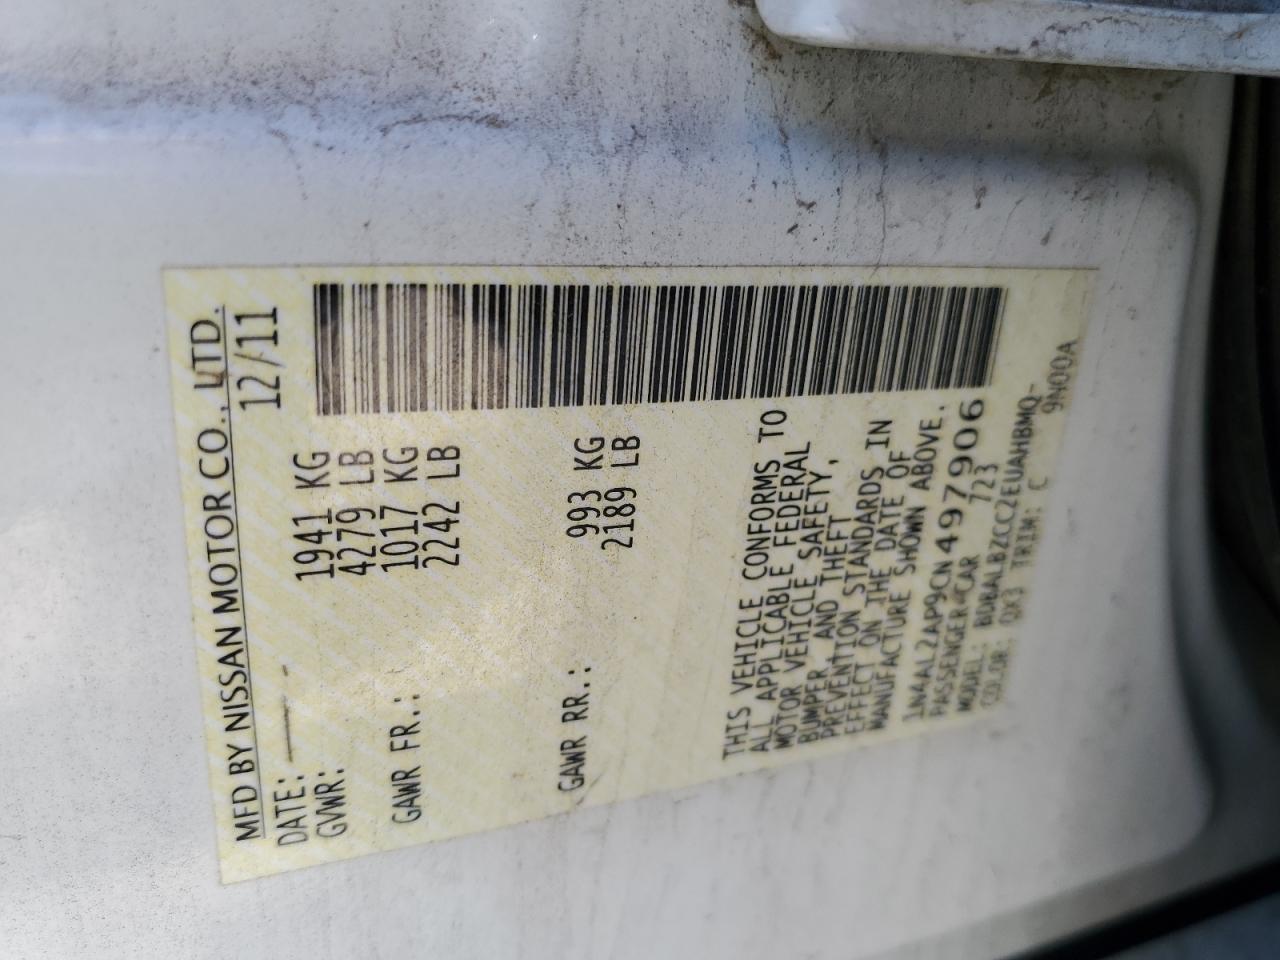 MFD BY NISSAN MOTOR CO., LTD.
DATE: 12/11
GVWR: 1941 KG
4279 LB
GAWR FR.: 1017 KG
2242 LB
GAWR RR.: 993 KG
2189 LB
THIS VEHICLE CONFORMS TO
ALL APPLICABLE FEDERAL
MOTOR VEHICLE SAFETY,
BUMPER, AND THEFT
PREVENTION STANDARDS IN
EFFECT ON THE DATE OF
MANUFACTURE SHOWN ABOVE.
1N4AL2AP9CN497906
PASSENGER CAR 723
MODEL: BDBALBZCC2EUAHBMQ-
COLOR: QX3 TRIM: C 9N00A